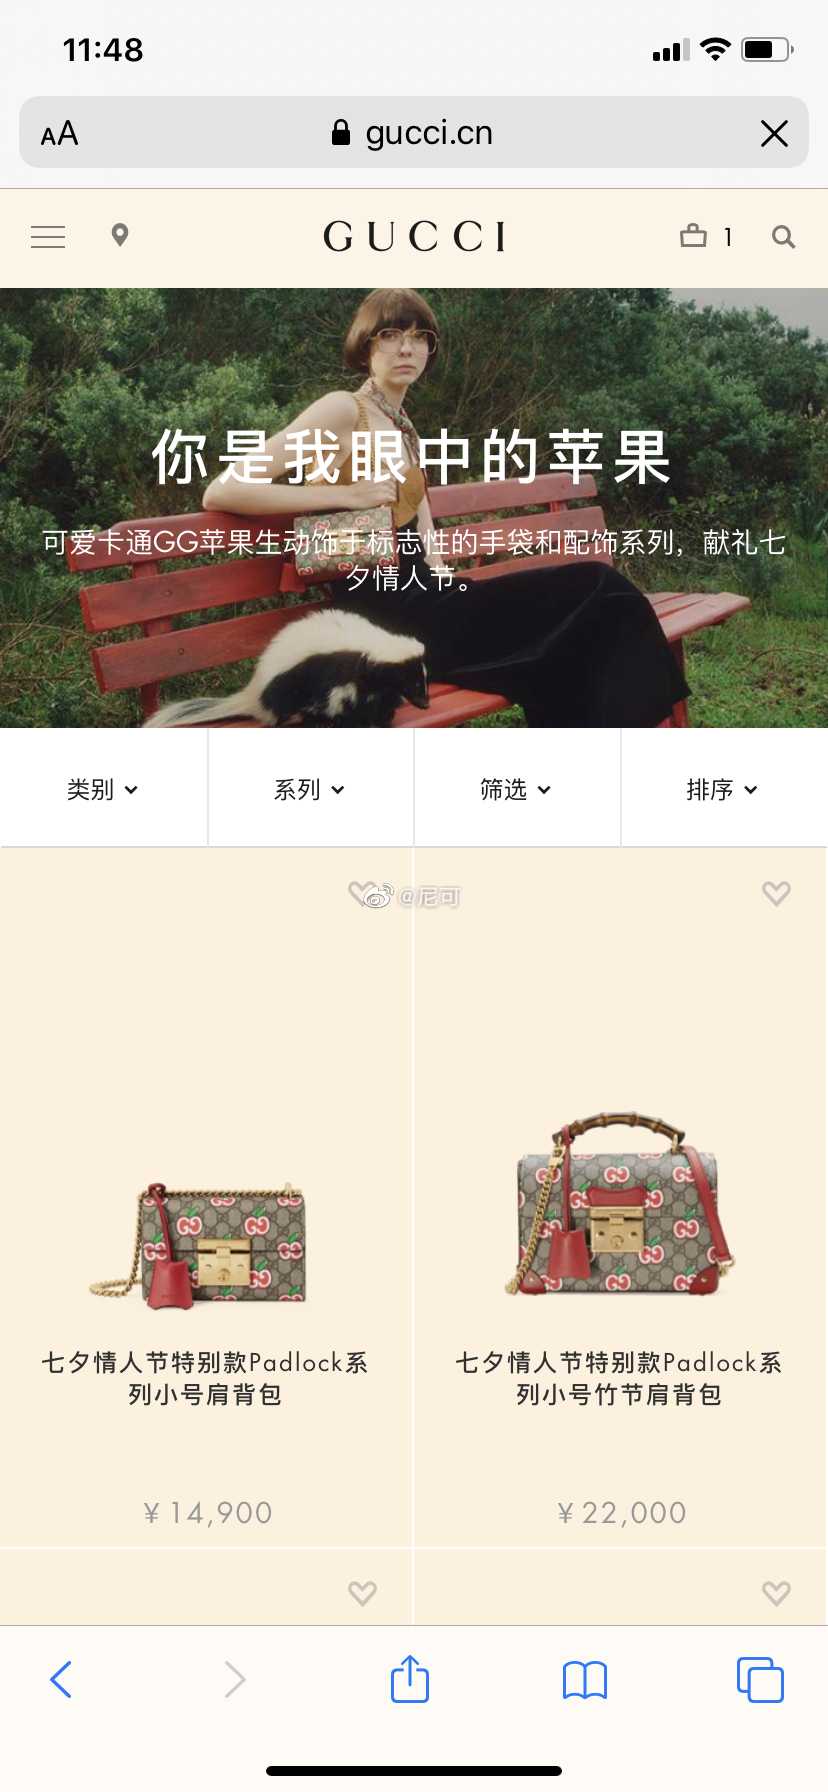 11:48
AA
gucci.cn
GUCCI
1
你是我眼中的苹果
可爱卡通GG苹果生动饰于标志性的手袋和配饰系列，献礼七
夕情人节。
类别
系列
筛选
排序
@尼可
七夕情人节特别款Padlock系
列小号肩背包
¥ 14,900
七夕情人节特别款Padlock系
列小号竹节肩背包
¥ 22,000